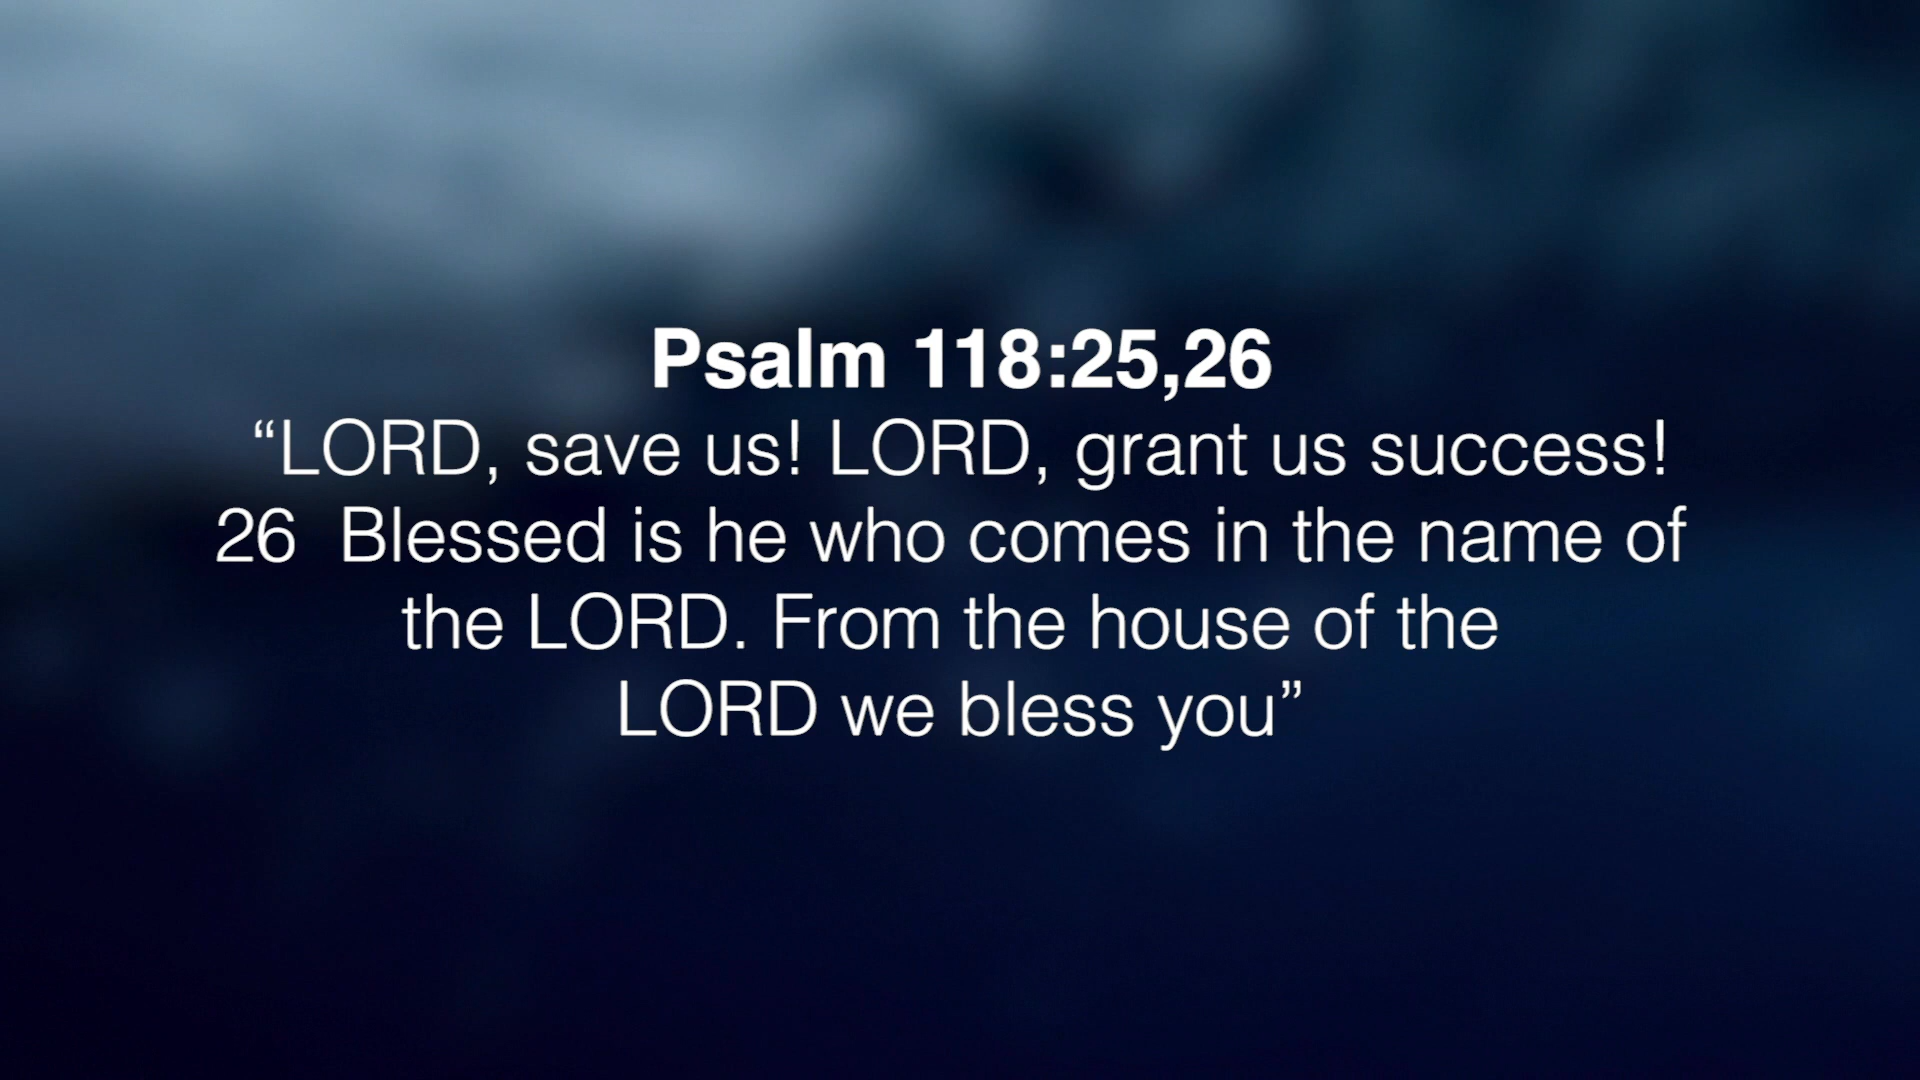 Psalm 118:25,26
“LORD, save us! LORD, grant us success!
26  Blessed is he who comes in the name of
the LORD. From the house of the
LORD we bless you”